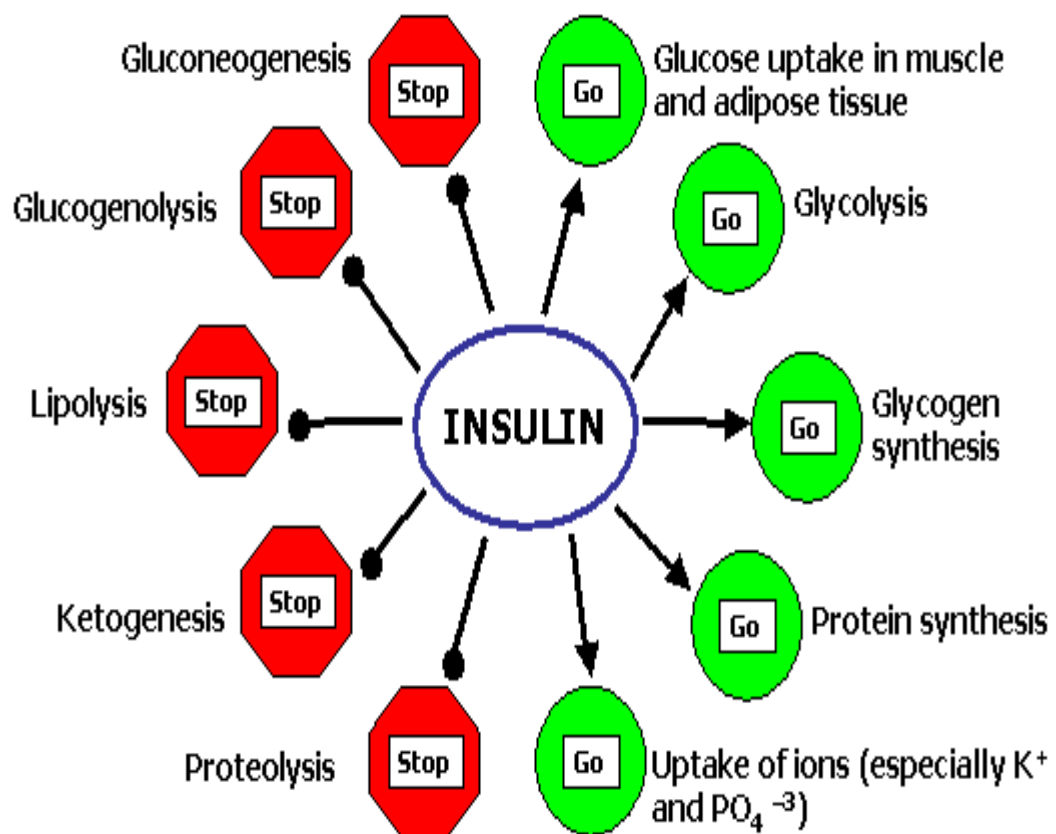 Gluconeogenesis
Stop
Go
Glucose uptake in muscle
and adipose tissue
Glucogenolysis
Stop
Go
Glycolysis
Lipolysis
Stop
INSULIN
Go
Glycogen
synthesis
Ketogenesis
Stop
Go
Protein synthesis
Proteolysis
Stop
Go
Uptake of ions (especially K⁺
and PO₄ ⁻³)